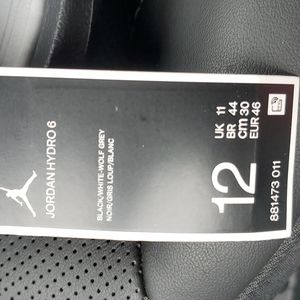 JORDAN HYDRO 6
BLACK/WHITE-WOLF GREY
NOIR/GRIS LOUP/BLANC
12
UK 11
BR 44
CM 30
EUR 46
881473 011